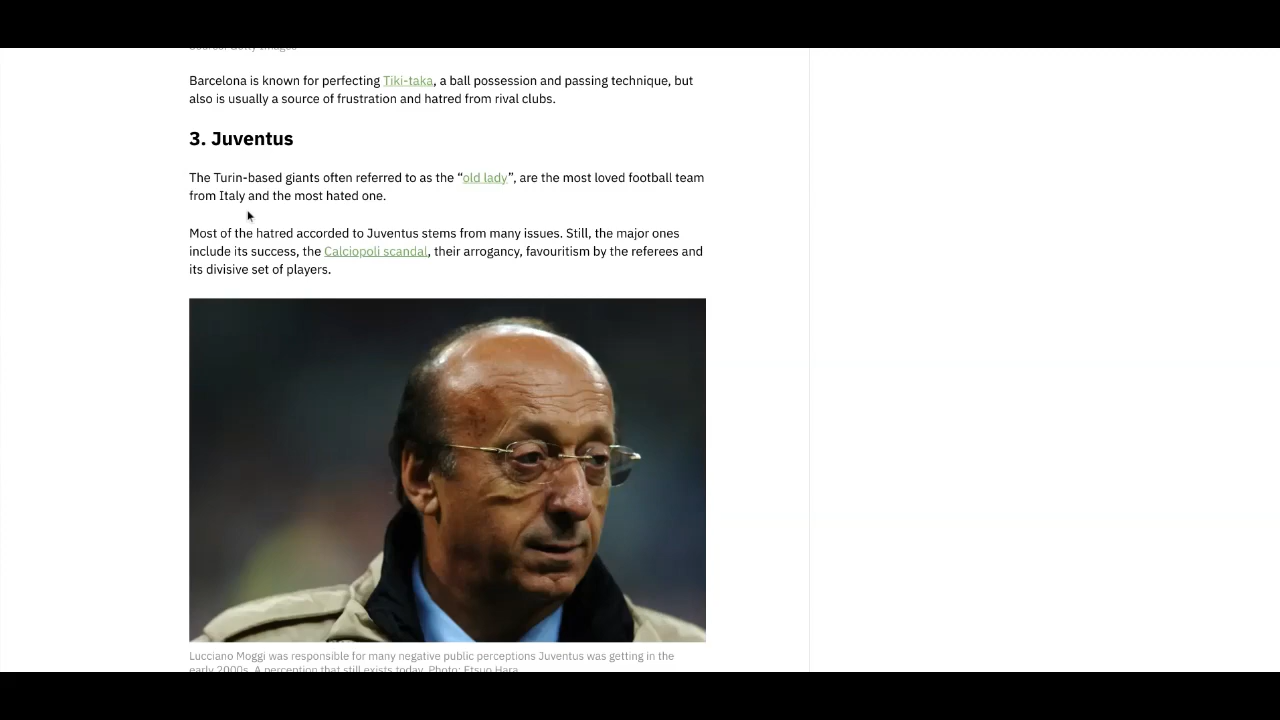 Barcelona is known for perfecting Tiki-taka, a ball possession and passing technique, but
also is usually a source of frustration and hatred from rival clubs.
3. Juventus
The Turin-based giants often referred to as the “old lady”, are the most loved football team
from Italy and the most hated one.
Most of the hatred accorded to Juventus stems from many issues. Still, the major ones
include its success, the Calciopoli scandal, their arrogancy, favouritism by the referees and
its divisive set of players.
Lucciano Moggi was responsible for many negative public perceptions Juventus was getting in the
early 2000s. A perception that still exists today. Photo: Etsuo Hara